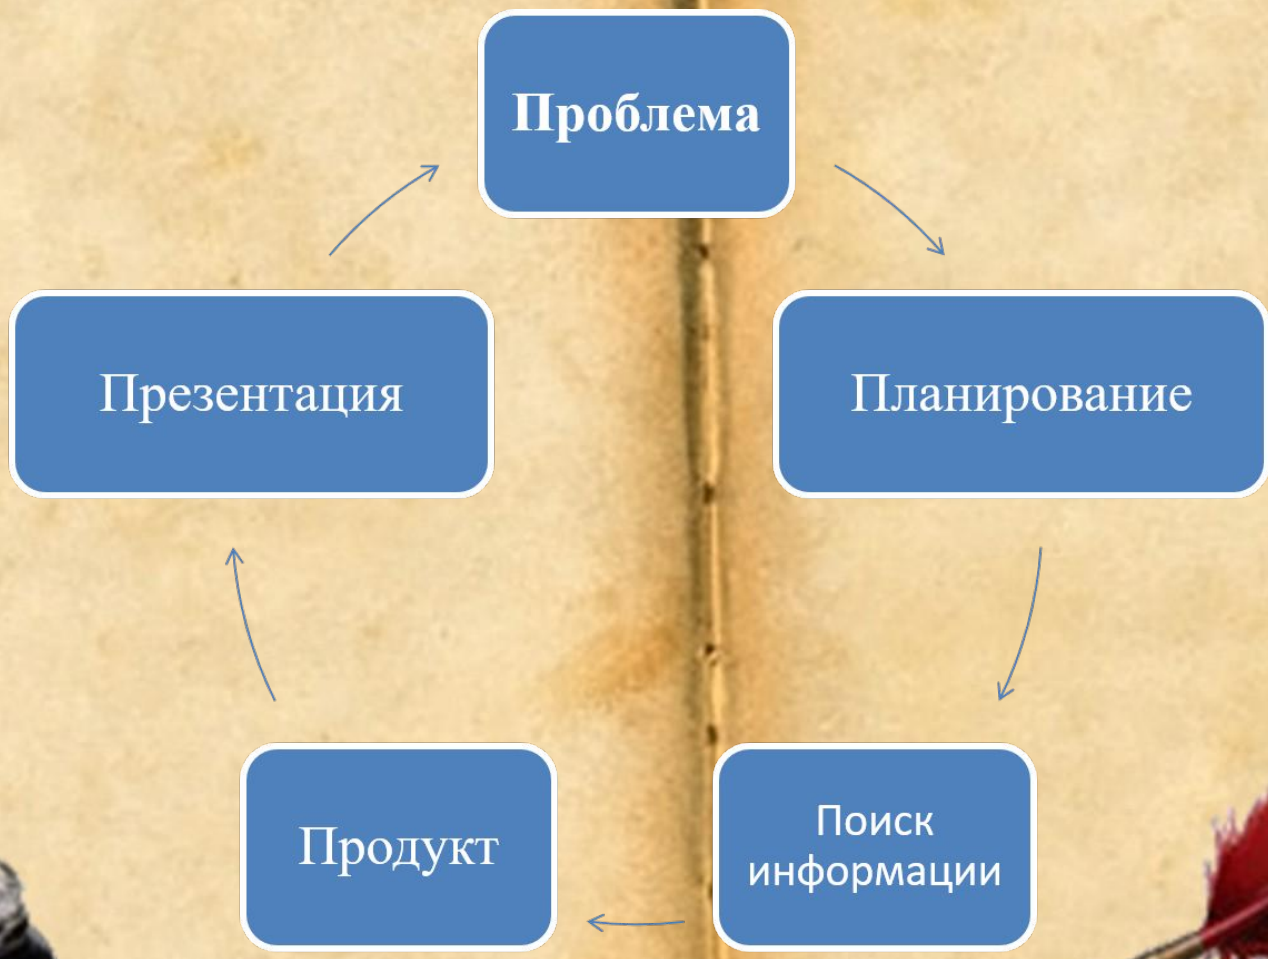 Проблема
Презентация
Планирование
Продукт
Поиск
информации